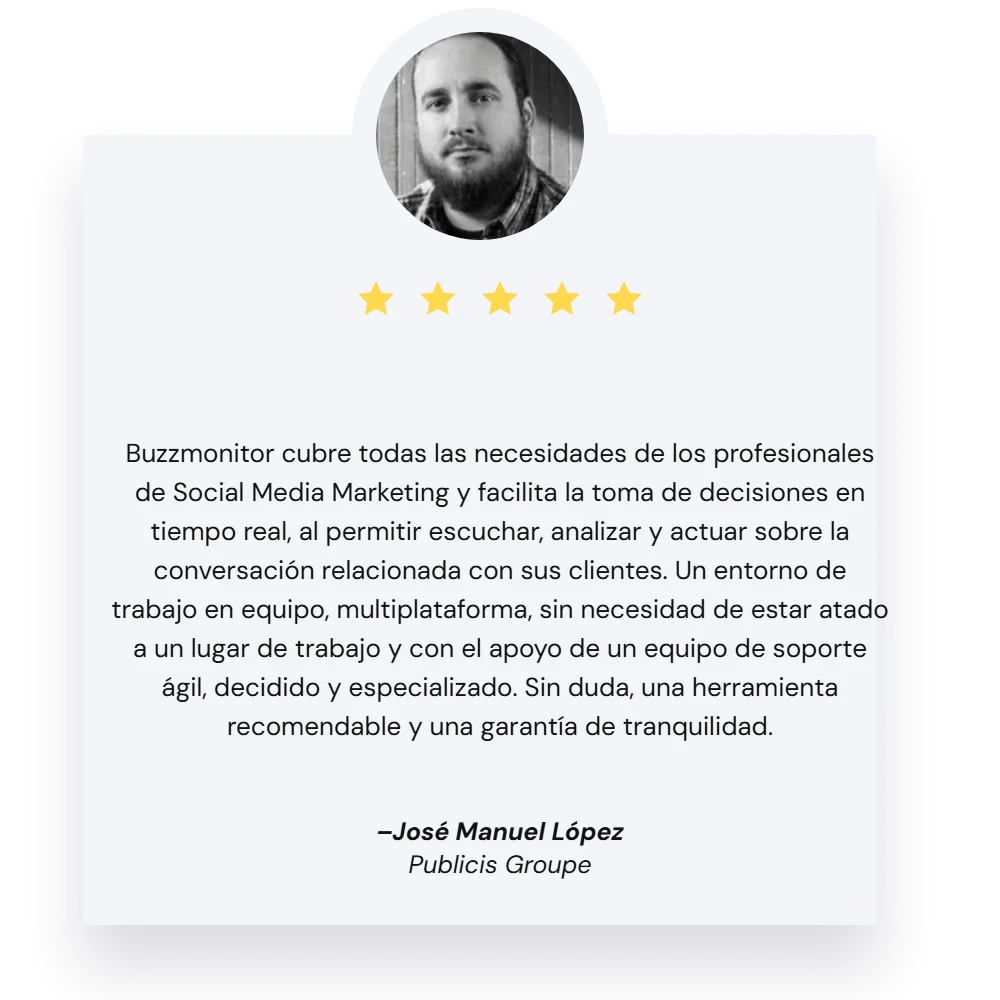 Buzzmonitor cubre todas las necesidades de los profesionales
de Social Media Marketing y facilita la toma de decisiones en
tiempo real, al permitir escuchar, analizar y actuar sobre la
conversación relacionada con sus clientes. Un entorno de
trabajo en equipo, multiplataforma, sin necesidad de estar atado
a un lugar de trabajo y con el apoyo de un equipo de soporte
ágil, decidido y especializado. Sin duda, una herramienta
recomendable y una garantía de tranquilidad.
–José Manuel López
Publicis Groupe